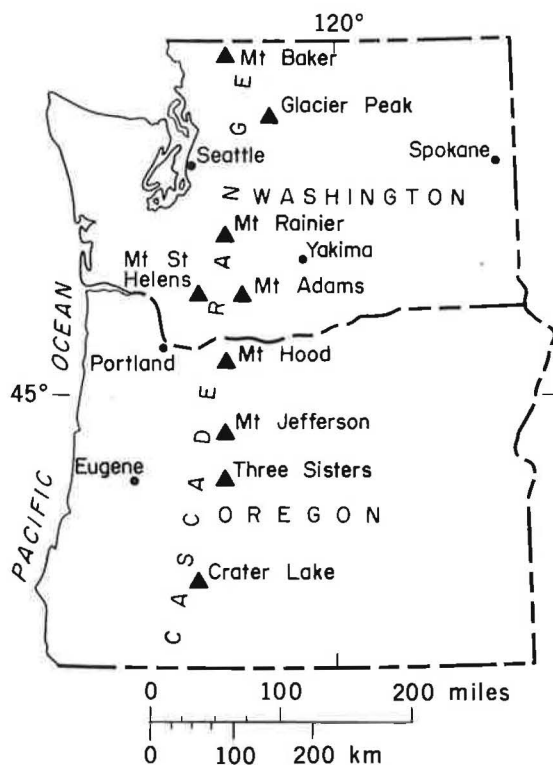 120°
Mt Baker
Glacier Peak
Seattle
Spokane
WASHINGTON
Mt Rainier
Yakima
Mt St
Helens
Mt Adams
CASCADE RANGE
PACIFIC OCEAN
Portland
Mt Hood
45°
Mt Jefferson
Eugene
Three Sisters
OREGON
Crater Lake
0 100 200 miles
0 100 200 km